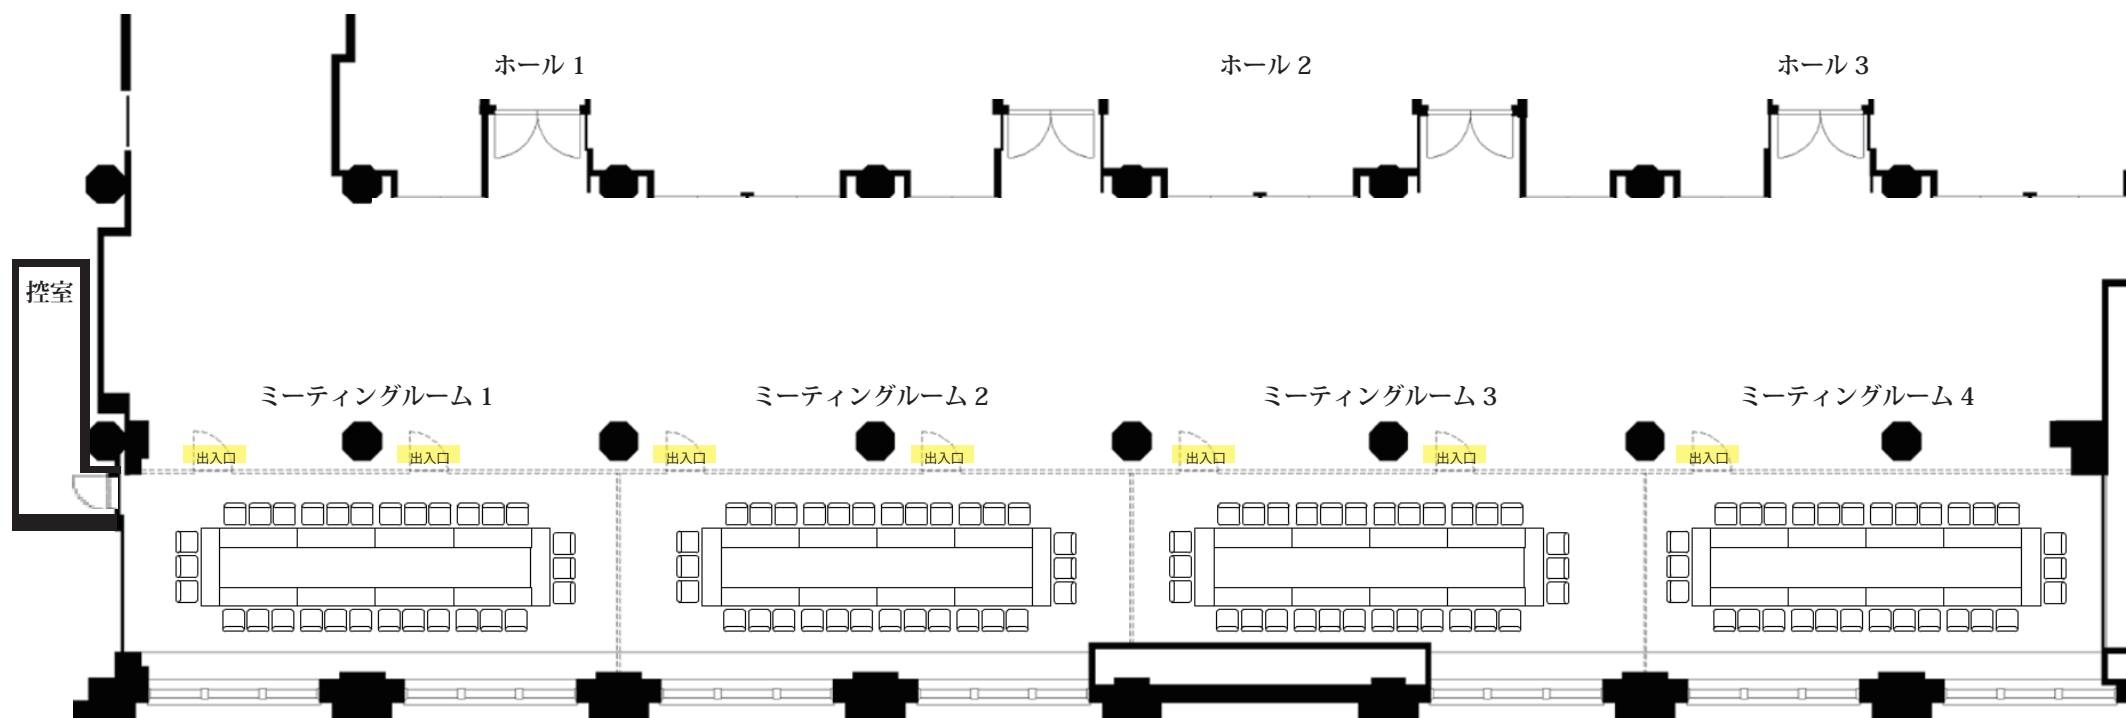 ホール 1
ホール 2
ホール 3
控室
ミーティングルーム 1
ミーティングルーム 2
ミーティングルーム 3
ミーティングルーム 4
出入口
出入口
出入口
出入口
出入口
出入口
出入口